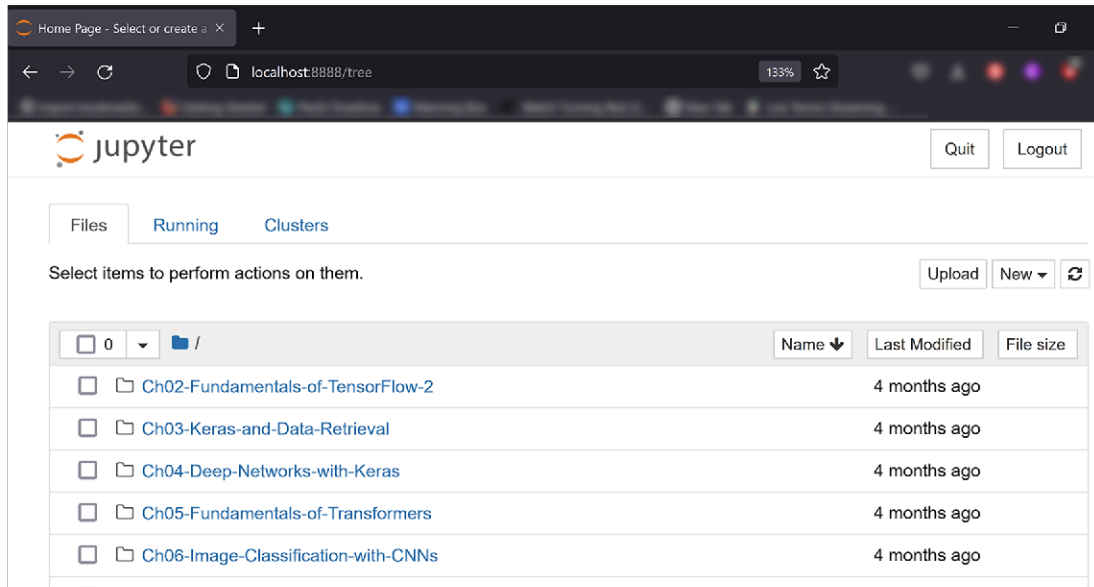 Home Page - Select or create a
localhost:8888/tree
133%
jupyter
Quit
Logout
Files
Running
Clusters
Select items to perform actions on them.
Upload
New
0
/
Name
Last Modified
File size
Ch02-Fundamentals-of-TensorFlow-2
4 months ago
Ch03-Keras-and-Data-Retrieval
4 months ago
Ch04-Deep-Networks-with-Keras
4 months ago
Ch05-Fundamentals-of-Transformers
4 months ago
Ch06-Image-Classification-with-CNNs
4 months ago